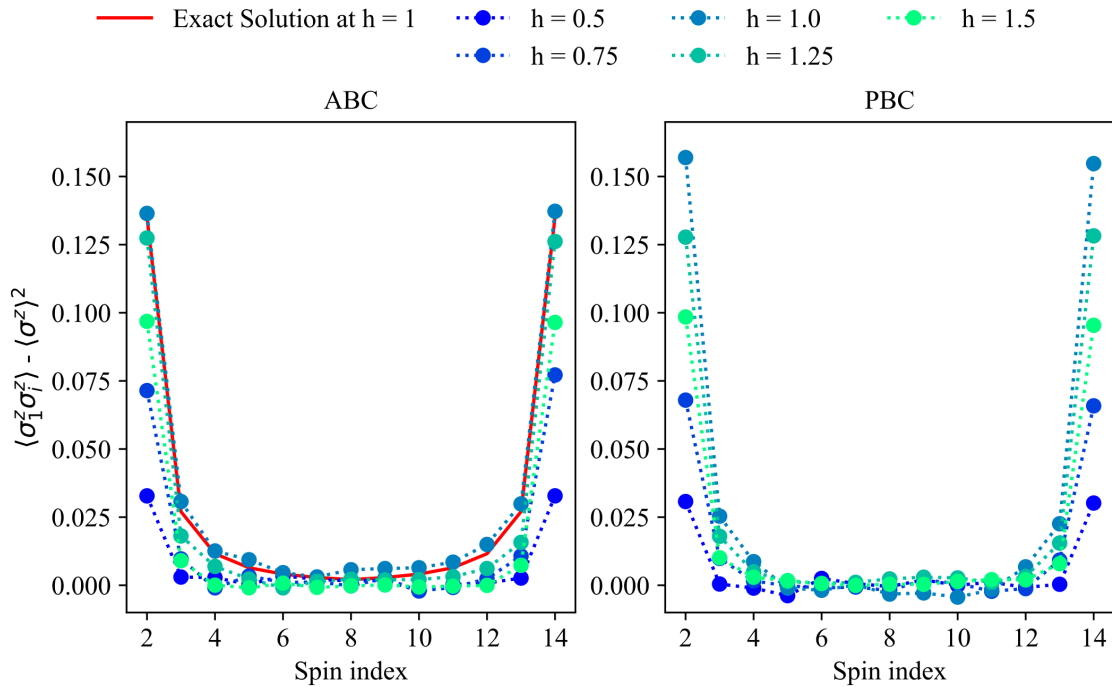 Exact Solution at h = 1 h = 0.5 h = 1.0 h = 1.5
h = 0.75 h = 1.25
ABC PBC
⟨σ₁ᶻσᵢᶻ⟩ - ⟨σᶻ⟩²
0.150 0.150
0.125 0.125
0.100 0.100
0.075 0.075
0.050 0.050
0.025 0.025
0.000 0.000
2 4 6 8 10 12 14 2 4 6 8 10 12 14
Spin index Spin index